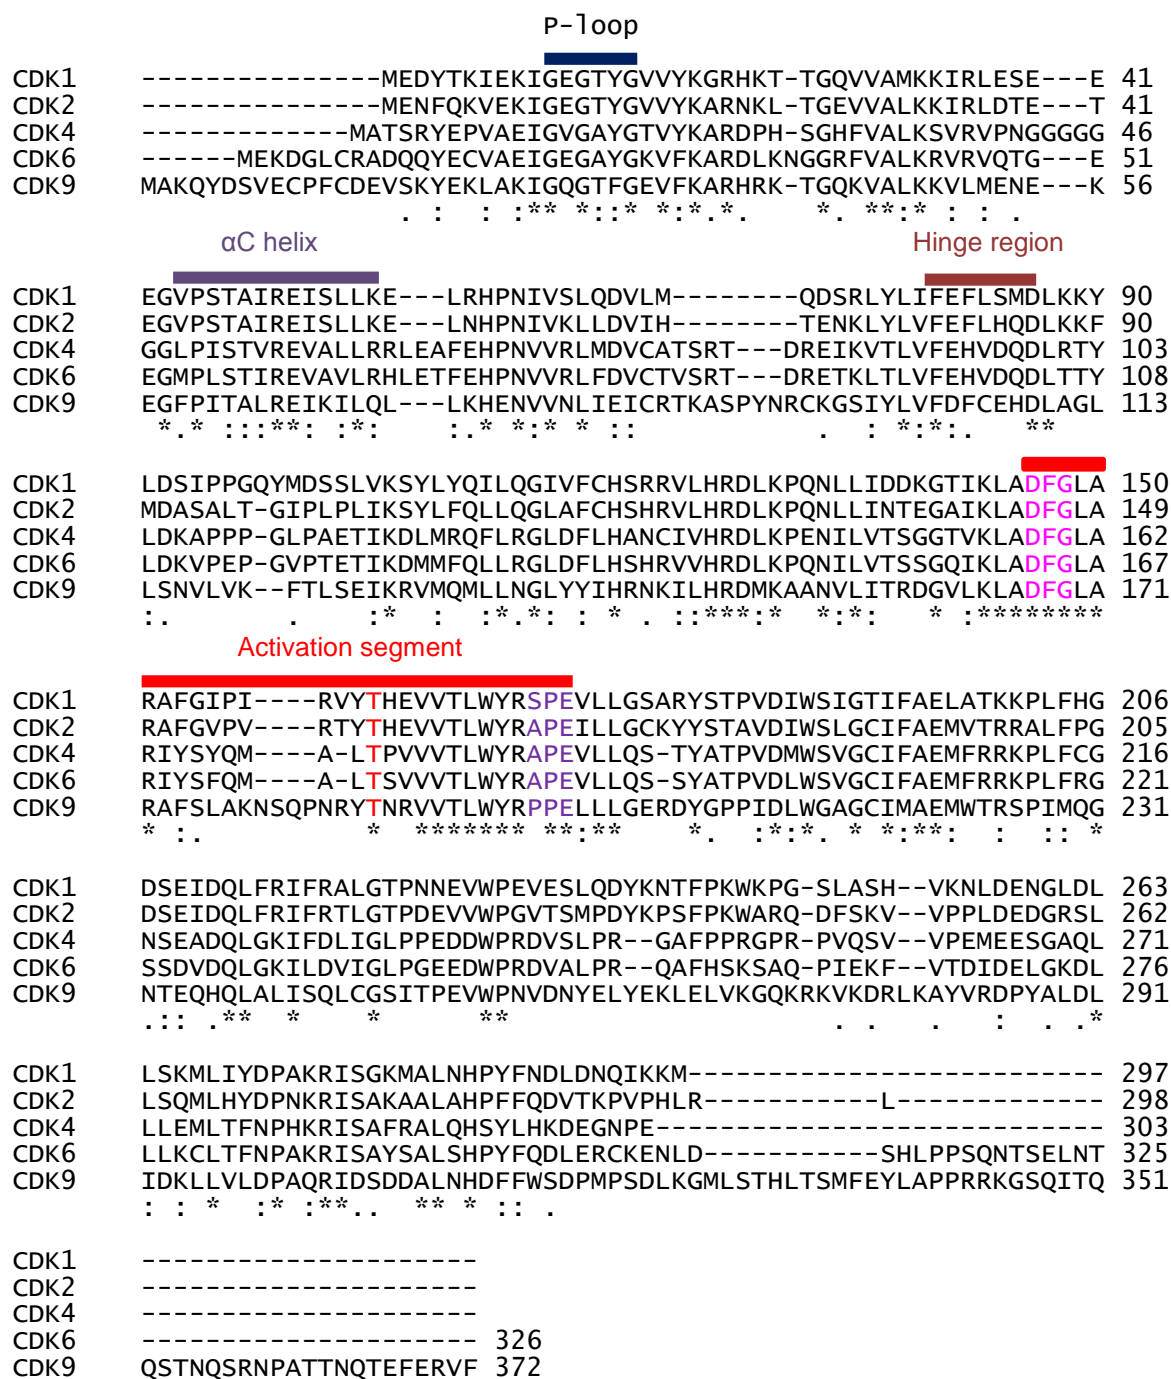 P-loop
CDK1 ---------------MEDYTKIEKIGEGTYGVVYKGRHKT-TGQVVAMKKIRLESE---E 41
CDK2 ---------------MENFQKVEKIGEGTYGVVYKARNKL-TGEVVALKKIRLDTE---T 41
CDK4 -------------MATSRYEPVAEIGVGAYGTVYKARDPH-SGHFVALKSVRVPNGGGGG 46
CDK6 ------MEKDGLCRADQQYECVAEIGEGAYGKVFKARDLKNGGRFVALKRVRVQTG---E 51
CDK9 MAKQYDSVECPFCDEVSKYEKLAKIGQGTFGEVFKARHRK-TGQKVALKKVLMENE---K 56
. : : :** *::* *:*.*. *. **:* : : .
αC helix Hinge region
CDK1 EGVPSTAIREISLLKE---LRHPNIVSLQDVLM--------QDSRLYLIFEFLSMDLKKY 90
CDK2 EGVPSTAIREISLLKE---LNHPNIVKLLDVIH--------TENKLYLVFEFLHQDLKKF 90
CDK4 GGLPISTVREVALLRRLEAFEHPNVVRLMDVCATSRT---DREIKVTLVFEHVDQDLRTY 103
CDK6 EGMPLSTIREVAVLRHLETFEHPNVVRLFDVCTVSRT---DRETKLTLVFEHVDQDLTTY 108
CDK9 EGFPITALREIKILQL---LKHENVVNLIEICRTKASPYNRCKGSIYLVFDFCEHDLAGL 113
*.* :::**: :*: :.* *:* * :: . : *:*:. **
CDK1 LDSIPPGQYMDSSLVKSYLYQILQGIVFCHSRRVLHRDLKPQNLLIDDKGTIKLADFGLA 150
CDK2 MDASALT-GIPLPLIKSYLFQLLQGLAFCHSHRVLHRDLKPQNLLINTEGAIKLADFGLA 149
CDK4 LDKAPPP-GLPAETIKDLMRQFLRGLDFLHANCIVHRDLKPENILVTSGGTVKLADFGLA 162
CDK6 LDKVPEP-GVPTETIKDMMFQLLRGLDFLHSHRVVHRDLKPQNILVTSSGQIKLADFGLA 167
CDK9 LSNVLVK--FTLSEIKRVMQMLLNGLYYIHRNKILHRDMKAANVLITRDGVLKLADFGLA 171
:. . :* : :*.*: * . ::***:* *:*: * :********
Activation segment
CDK1 RAFGIPI----RVYTHEVVTLWYRSPEVLLGSARYSTPVDIWSIGTIFAELATKKPLFHG 206
CDK2 RAFGVPV----RTYTHEVVTLWYRAPEILLGCKYYSTAVDIWSLGCIFAEMVTRRALFPG 205
CDK4 RIYSYQM----A-LTPVVVTLWYRAPEVLLQS-TYATPVDMWSVGCIFAEMFRRKPLFCG 216
CDK6 RIYSFQM----A-LTSVVVTLWYRAPEVLLQS-SYATPVDLWSVGCIFAEMFRRKPLFRG 221
CDK9 RAFSLAKNSQPNRYTNRVVTLWYRPPELLLGERDYGPPIDLWGAGCIMAEMWTRSPIMQG 231
* :. * ******* **:** *. :*:*. * *:**: : :: *
CDK1 DSEIDQLFRIFRALGTPNNEVWPEVESLQDYKNTFPKWKPG-SLASH--VKNLDENGLDL 263
CDK2 DSEIDQLFRIFRTLGTPDEVVWPGVTSMPDYKPSFPKWARQ-DFSKV--VPPLDEDGRSL 262
CDK4 NSEADQLGKIFDLIGLPPEDDWPRDVSLPR--GAFPPRGPR-PVQSV--VPEMEESGAQL 271
CDK6 SSDVDQLGKILDVIGLPGEEDWPRDVALPR--QAFHSKSAQ-PIEKF--VTDIDELGKDL 276
CDK9 NTEQHQLALISQLCGSITPEVWPNVDNYELYEKLELVKGQKRKVKDRLKAYVRDPYALDL 291
.:: .** * * ** . . . : . .*
CDK1 LSKMLIYDPAKRISGKMALNHPYFNDLDNQIKKM-------------------------- 297
CDK2 LSQMLHYDPNKRISAKAALAHPFFQDVTKPVPHLR-----------L------------- 298
CDK4 LLEMLTFNPHKRISAFRALQHSYLHKDEGNPE---------------------------- 303
CDK6 LLKCLTFNPAKRISAYSALSHPYFQDLERCKENLD-----------SHLPPSQNTSELNT 325
CDK9 IDKLLVLDPAQRIDSDDALNHDFFWSDPMPSDLKGMLSTHLTSMFEYLAPPRRKGSQITQ 351
: : * :* :**.. ** * :: .
CDK1 ---------------------
CDK2 ---------------------
CDK4 ---------------------
CDK6 --------------------- 326
CDK9 QSTNQSRNPATTNQTEFERVF 372